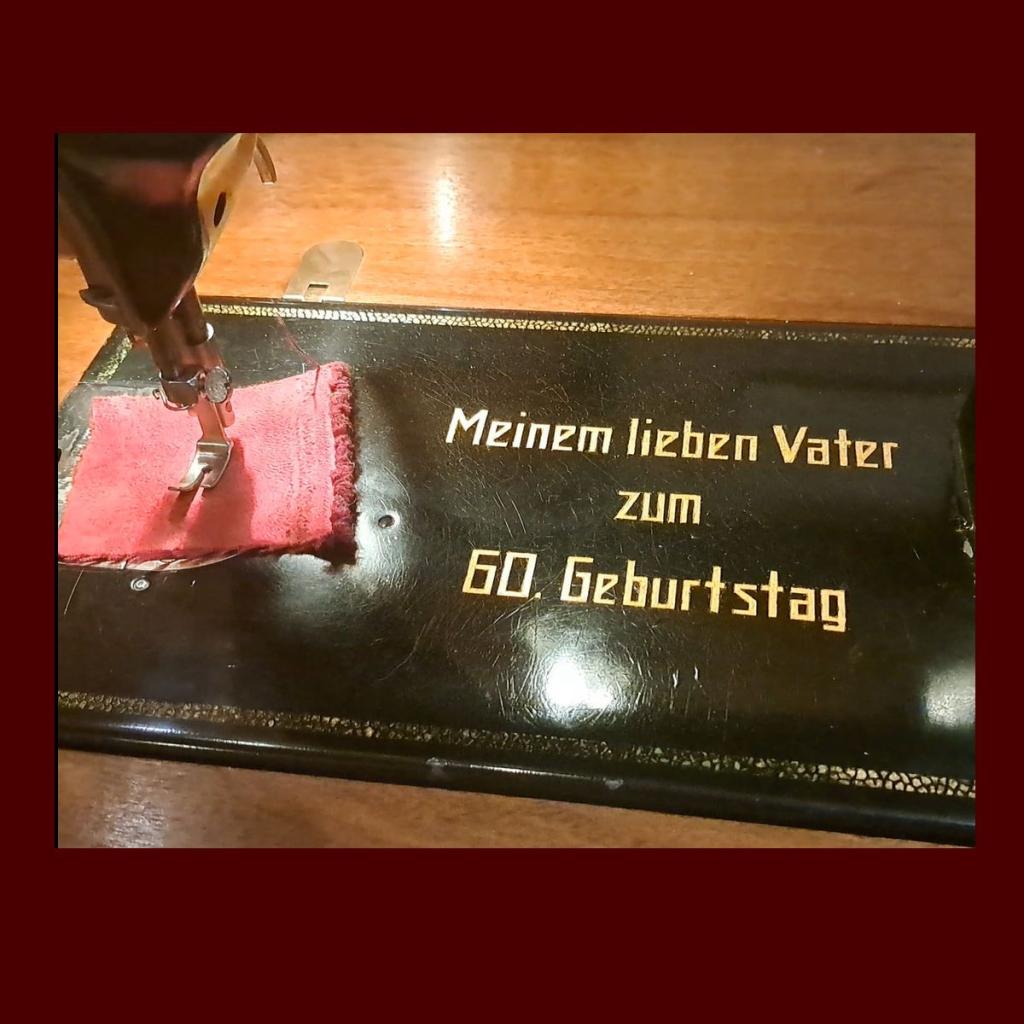 Meinem lieben Vater
zum
60. Geburtstag